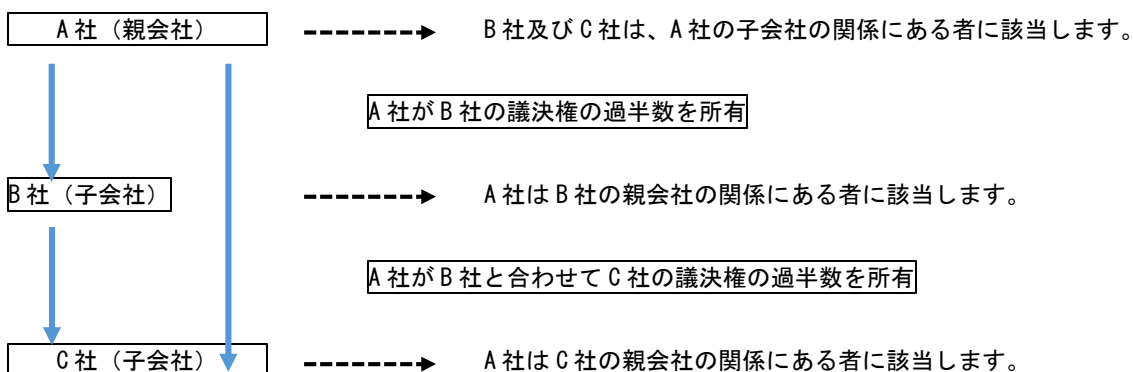 A社（親会社）
B社及びC社は、A社の子会社の関係にある者に該当します。
A社がB社の議決権の過半数を所有
B社（子会社）
A社はB社の親会社の関係にある者に該当します。
A社がB社と合わせてC社の議決権の過半数を所有
C社（子会社）
A社はC社の親会社の関係にある者に該当します。